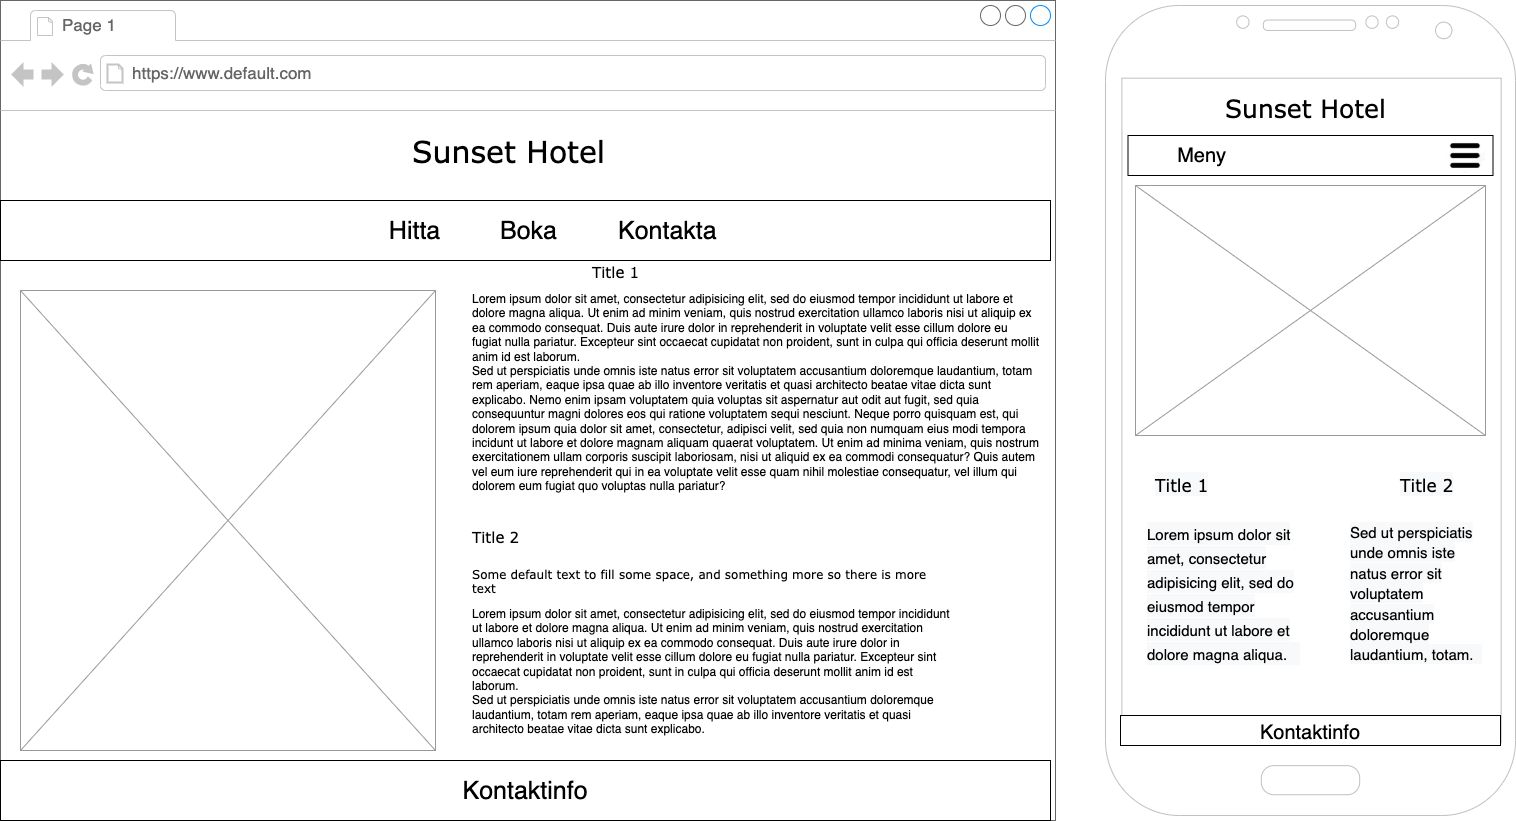 Page 1
https://www.default.com
Sunset Hotel
Hitta Boka Kontakta
Title 1
Lorem ipsum dolor sit amet, consectetur adipisicing elit, sed do eiusmod tempor incididunt ut labore et
dolore magna aliqua. Ut enim ad minim veniam, quis nostrud exercitation ullamco laboris nisi ut aliquip ex
ea commodo consequat. Duis aute irure dolor in reprehenderit in voluptate velit esse cillum dolore eu
fugiat nulla pariatur. Excepteur sint occaecat cupidatat non proident, sunt in culpa qui officia deserunt mollit
anim id est laborum.
Sed ut perspiciatis unde omnis iste natus error sit voluptatem accusantium doloremque laudantium, totam
rem aperiam, eaque ipsa quae ab illo inventore veritatis et quasi architecto beatae vitae dicta sunt
explicabo. Nemo enim ipsam voluptatem quia voluptas sit aspernatur aut odit aut fugit, sed quia
consequuntur magni dolores eos qui ratione voluptatem sequi nesciunt. Neque porro quisquam est, qui
dolorem ipsum quia dolor sit amet, consectetur, adipisci velit, sed quia non numquam eius modi tempora
incidunt ut labore et dolore magnam aliquam quaerat voluptatem. Ut enim ad minima veniam, quis nostrum
exercitationem ullam corporis suscipit laboriosam, nisi ut aliquid ex ea commodi consequatur? Quis autem
vel eum iure reprehenderit qui in ea voluptate velit esse quam nihil molestiae consequatur, vel illum qui
dolorem eum fugiat quo voluptas nulla pariatur?
Title 2
Some default text to fill some space, and something more so there is more
text
Lorem ipsum dolor sit amet, consectetur adipisicing elit, sed do eiusmod tempor incididunt
ut labore et dolore magna aliqua. Ut enim ad minim veniam, quis nostrud exercitation
ullamco laboris nisi ut aliquip ex ea commodo consequat. Duis aute irure dolor in
reprehenderit in voluptate velit esse cillum dolore eu fugiat nulla pariatur. Excepteur sint
occaecat cupidatat non proident, sunt in culpa qui officia deserunt mollit anim id est
laborum.
Sed ut perspiciatis unde omnis iste natus error sit voluptatem accusantium doloremque
laudantium, totam rem aperiam, eaque ipsa quae ab illo inventore veritatis et quasi
architecto beatae vitae dicta sunt explicabo.
Kontaktinfo
Sunset Hotel
Meny
Title 1
Lorem ipsum dolor sit
amet, consectetur
adipisicing elit, sed do
eiusmod tempor
incididunt ut labore et
dolore magna aliqua.
Title 2
Sed ut perspiciatis
unde omnis iste
natus error sit
voluptatem
accusantium
doloremque
laudantium, totam.
Kontaktinfo